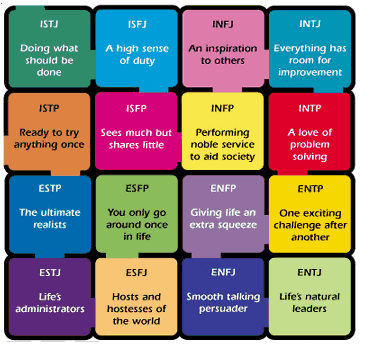 ISTJ
Doing what
should be
done
ISFJ
A high sense
of duty
INFJ
An inspiration
to others
INTJ
Everything has
room for
improvement
ISTP
Ready to try
anything once
ISFP
Sees much but
shares little
INFP
Performing
noble service
to aid society
INTP
A love of
problem
solving
ESTP
The ultimate
realists
ESFP
You only go
around once
in life
ENFP
Giving life an
extra squeeze
ENTP
One exciting
challenge after
another
ESTJ
Life's
administrators
ESFJ
Hosts and
hostesses of
the world
ENFJ
Smooth talking
persuader
ENTJ
Life's natural
leaders